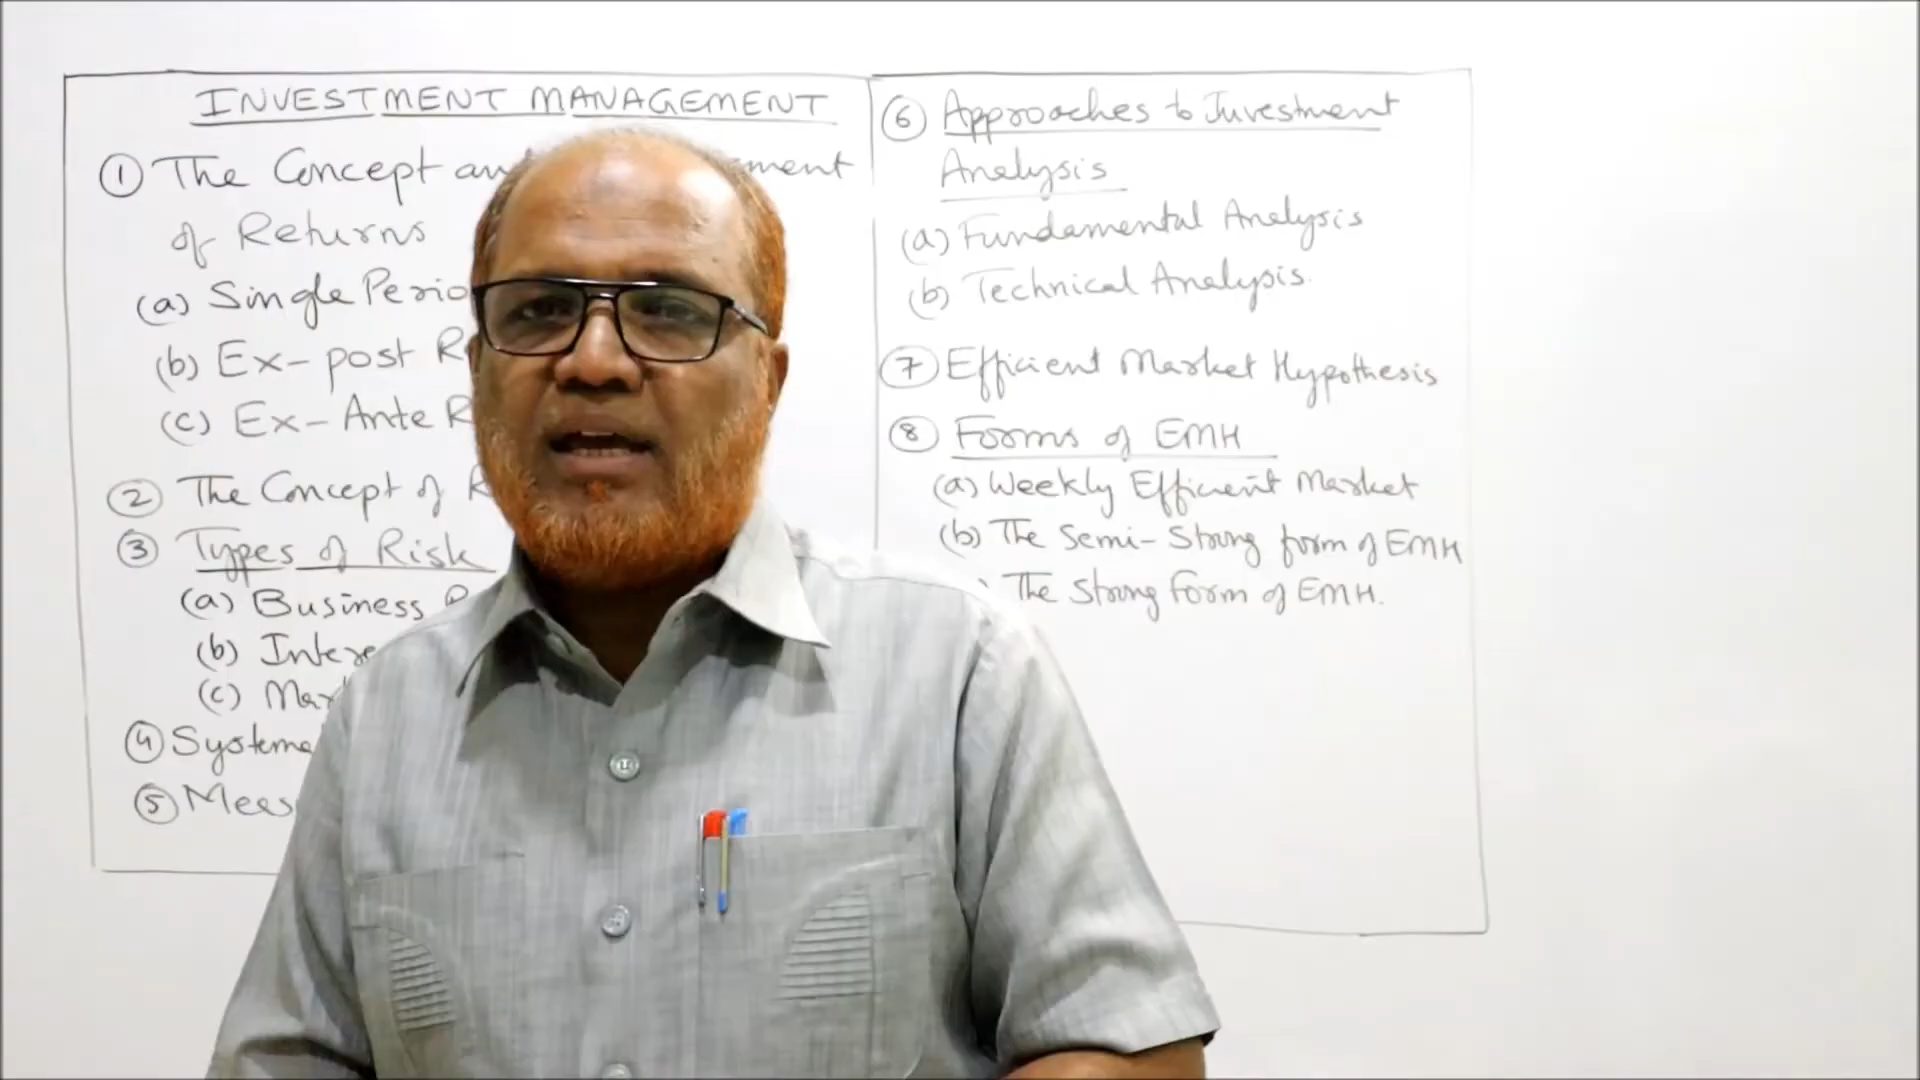 INVESTMENT MANAGEMENT
① The Concept an ment
of Returns
(a) Single Perio
(b) Ex-post R
(c) Ex-Ante R
② The Concept of R
③ Types of Risk
(a) Business
(b) Inte
(c) Mar
④ Systema
⑤ Meas
⑥ Approaches to Investment
Analysis
(a) Fundamental Analysis
(b) Technical Analysis.
⑦ Efficient Market Hypothesis
⑧ Forms of EMH
(a) Weekly Efficient Market
(b) The Semi-Strong form of EMH
The Strong Form of EMH.